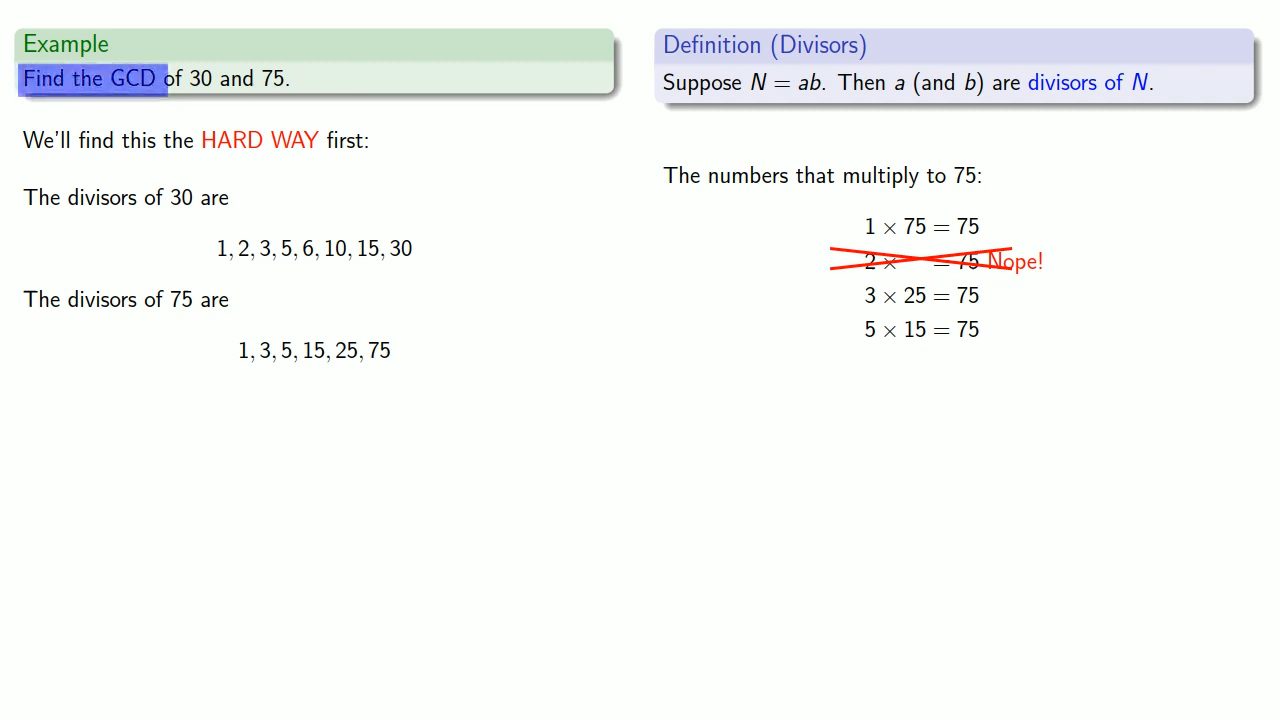 Example
Find the GCD of 30 and 75.
We'll find this the HARD WAY first:
The divisors of 30 are
1, 2, 3, 5, 6, 10, 15, 30
The divisors of 75 are
1, 3, 5, 15, 25, 75
Definition (Divisors)
Suppose N = ab. Then a (and b) are divisors of N.
The numbers that multiply to 75:
1 × 75 = 75
2 × = 75 Nope!
3 × 25 = 75
5 × 15 = 75